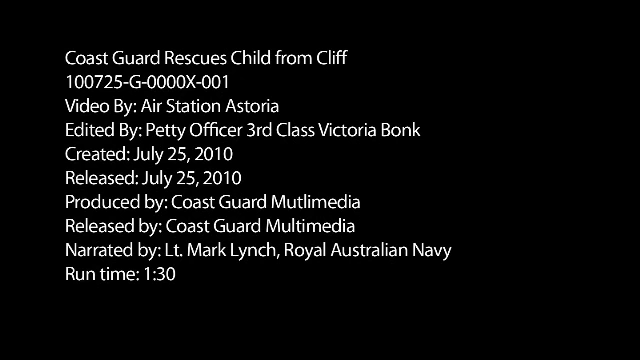 Coast Guard Rescues Child from Cliff
100725-G-0000X-001
Video By: Air Station Astoria
Edited By: Petty Officer 3rd Class Victoria Bonk
Created: July 25, 2010
Released: July 25, 2010
Produced by: Coast Guard Mutlimedia
Released by: Coast Guard Multimedia
Narrated by: Lt. Mark Lynch, Royal Australian Navy
Run time: 1:30